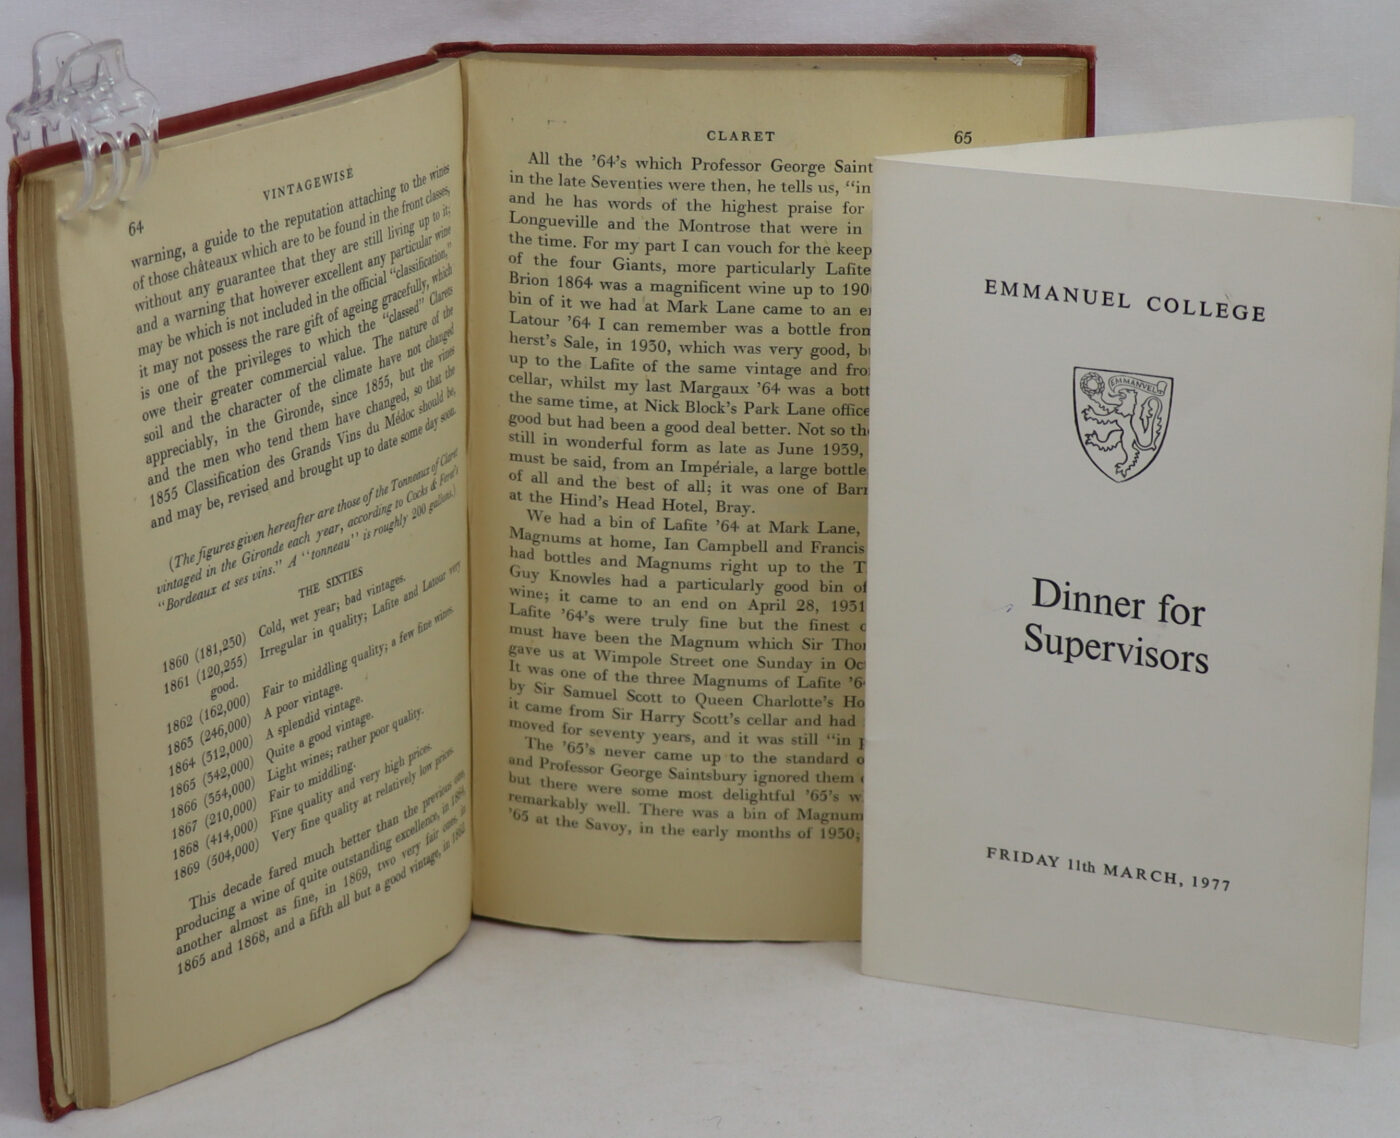 64
VINTAGEWISE
warning, a guide to the reputation attaching to the wines
of those châteaux which are to be found in the front classes,
without any guarantee that they are still living up to it;
and a warning that however excellent any particular wine
may be which is not included in the official "classification,"
it may not possess the rare gift of ageing gracefully, which
is one of the privileges to which the "classed" Clarets
owe their greater commercial value. The nature of the
soil and the character of the climate have not changed
appreciably, in the Gironde, since 1855, but the vines
and the men who tend them have changed, so that the
1855 Classification des Grands Vins du Médoc should be,
and may be, revised and brought up to date some day soon.
(The figures given hereafter are those of the Tonneaux of Claret
vintaged in the Gironde each year, according to Cocks & Feret's
"Bordeaux et ses vins." A "tonneau" is roughly 200 gallons.)
THE SIXTIES
1860 (181,230) Cold, wet year; bad vintages.
1861 (120,255) Irregular in quality; Lafite and Latour very
good.
1862 (162,000) Fair to middling quality; a few fine wines.
1863 (246,000) A poor vintage.
1864 (312,000) A splendid vintage.
1865 (342,000) Quite a good vintage.
1866 (354,000) Light wines; rather poor quality.
1867 (210,000) Fair to middling.
1868 (414,000) Fine quality and very high prices.
1869 (504,000) Very fine quality at relatively low prices.
This decade fared much better than the previous one,
producing a wine of quite outstanding excellence, in 1864,
another almost as fine, in 1869, two very fair ones, in
1865 and 1868, and a fifth all but a good vintage, in 1862.
CLARET 65
All the '64's which Professor George Saint
in the late Seventies were then, he tells us, "in
and he has words of the highest praise for
Longueville and the Montrose that were in
the time. For my part I can vouch for the keep
of the four Giants, more particularly Lafite
Brion 1864 was a magnificent wine up to 190
bin of it we had at Mark Lane came to an e
Latour '64 I can remember was a bottle from
herst's Sale, in 1930, which was very good, b
up to the Lafite of the same vintage and fro
cellar, whilst my last Margaux '64 was a bott
the same time, at Nick Block's Park Lane office
good but had been a good deal better. Not so th
still in wonderful form as late as June 1939,
must be said, from an Impériale, a large bottle
of all and the best of all; it was one of Barr
at the Hind's Head Hotel, Bray.
We had a bin of Lafite '64 at Mark Lane,
Magnums at home, Ian Campbell and Francis
had bottles and Magnums right up to the T
Guy Knowles had a particularly good bin of
wine; it came to an end on April 28, 1931
Lafite '64's were truly fine but the finest
must have been the Magnum which Sir Tho
gave us at Wimpole Street one Sunday in Oc
It was one of the three Magnums of Lafite '6
by Sir Samuel Scott to Queen Charlotte's Ho
it came from Sir Harry Scott's cellar and had
moved for seventy years, and it was still "in
The '65's never came up to the standard o
and Professor George Saintsbury ignored them
but there were some most delightful '65's w
remarkably well. There was a bin of Magnum
'65 at the Savoy, in the early months of 1930;
EMMANUEL COLLEGE
EMMANVEL
Dinner for
Supervisors
FRIDAY 11th MARCH, 1977